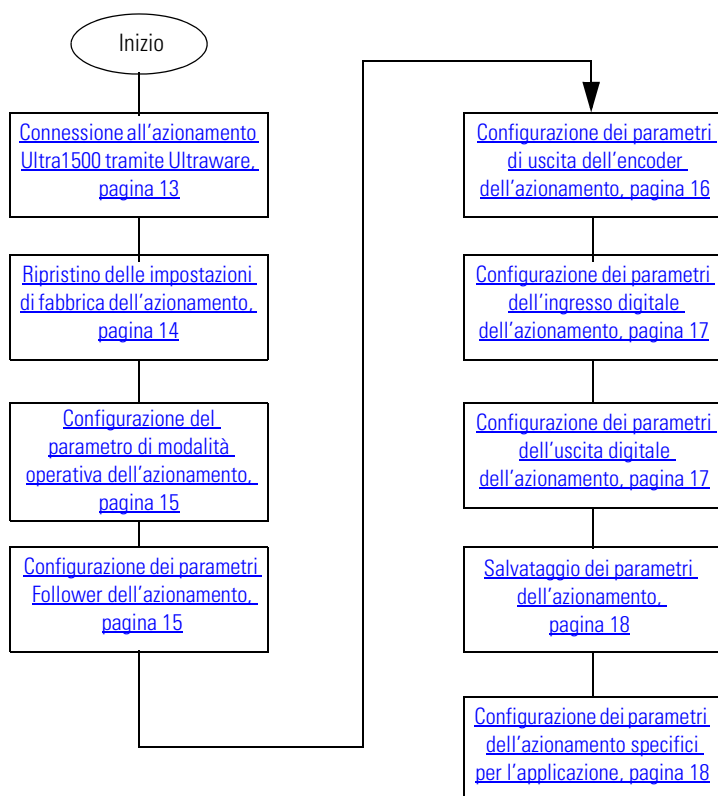 Inizio
Connessione all'azionamento
Ultra1500 tramite Ultraware,
pagina 13
Ripristino delle impostazioni
di fabbrica dell'azionamento,
pagina 14
Configurazione del
parametro di modalità
operativa dell'azionamento,
pagina 15
Configurazione dei parametri
Follower dell'azionamento,
pagina 15
Configurazione dei parametri
di uscita dell'encoder
dell'azionamento, pagina 16
Configurazione dei parametri
dell'ingresso digitale
dell'azionamento, pagina 17
Configurazione dei parametri
dell'uscita digitale
dell'azionamento, pagina 17
Salvataggio dei parametri
dell'azionamento,
pagina 18
Configurazione dei parametri
dell'azionamento specifici
per l'applicazione, pagina 18